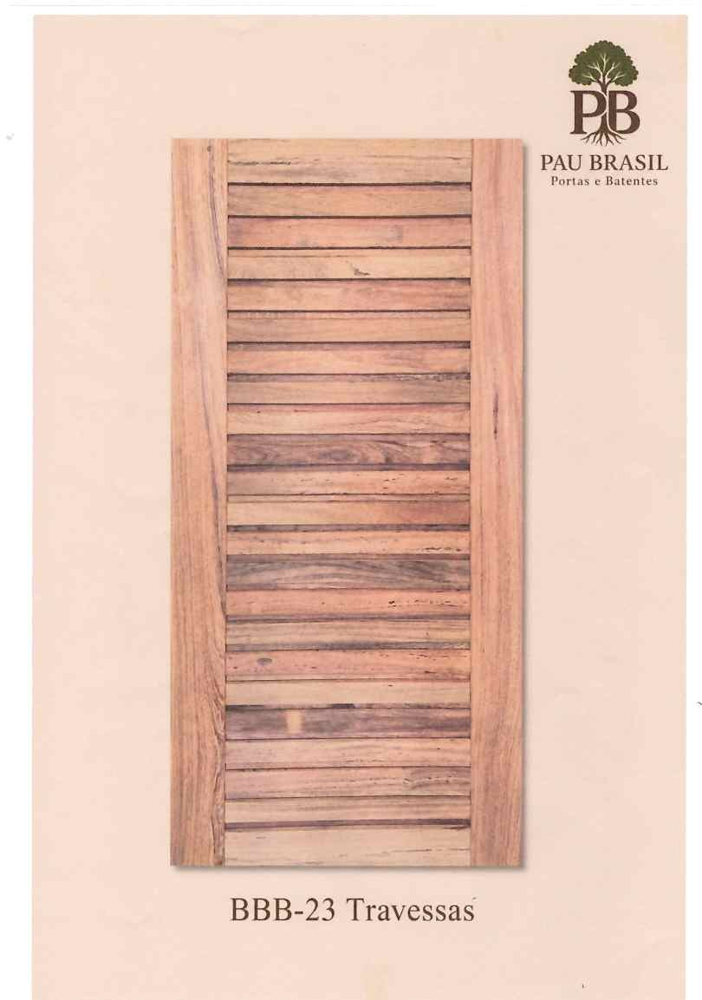 PB
PAU BRASIL
Portas e Batentes
BBB-23 Travessas